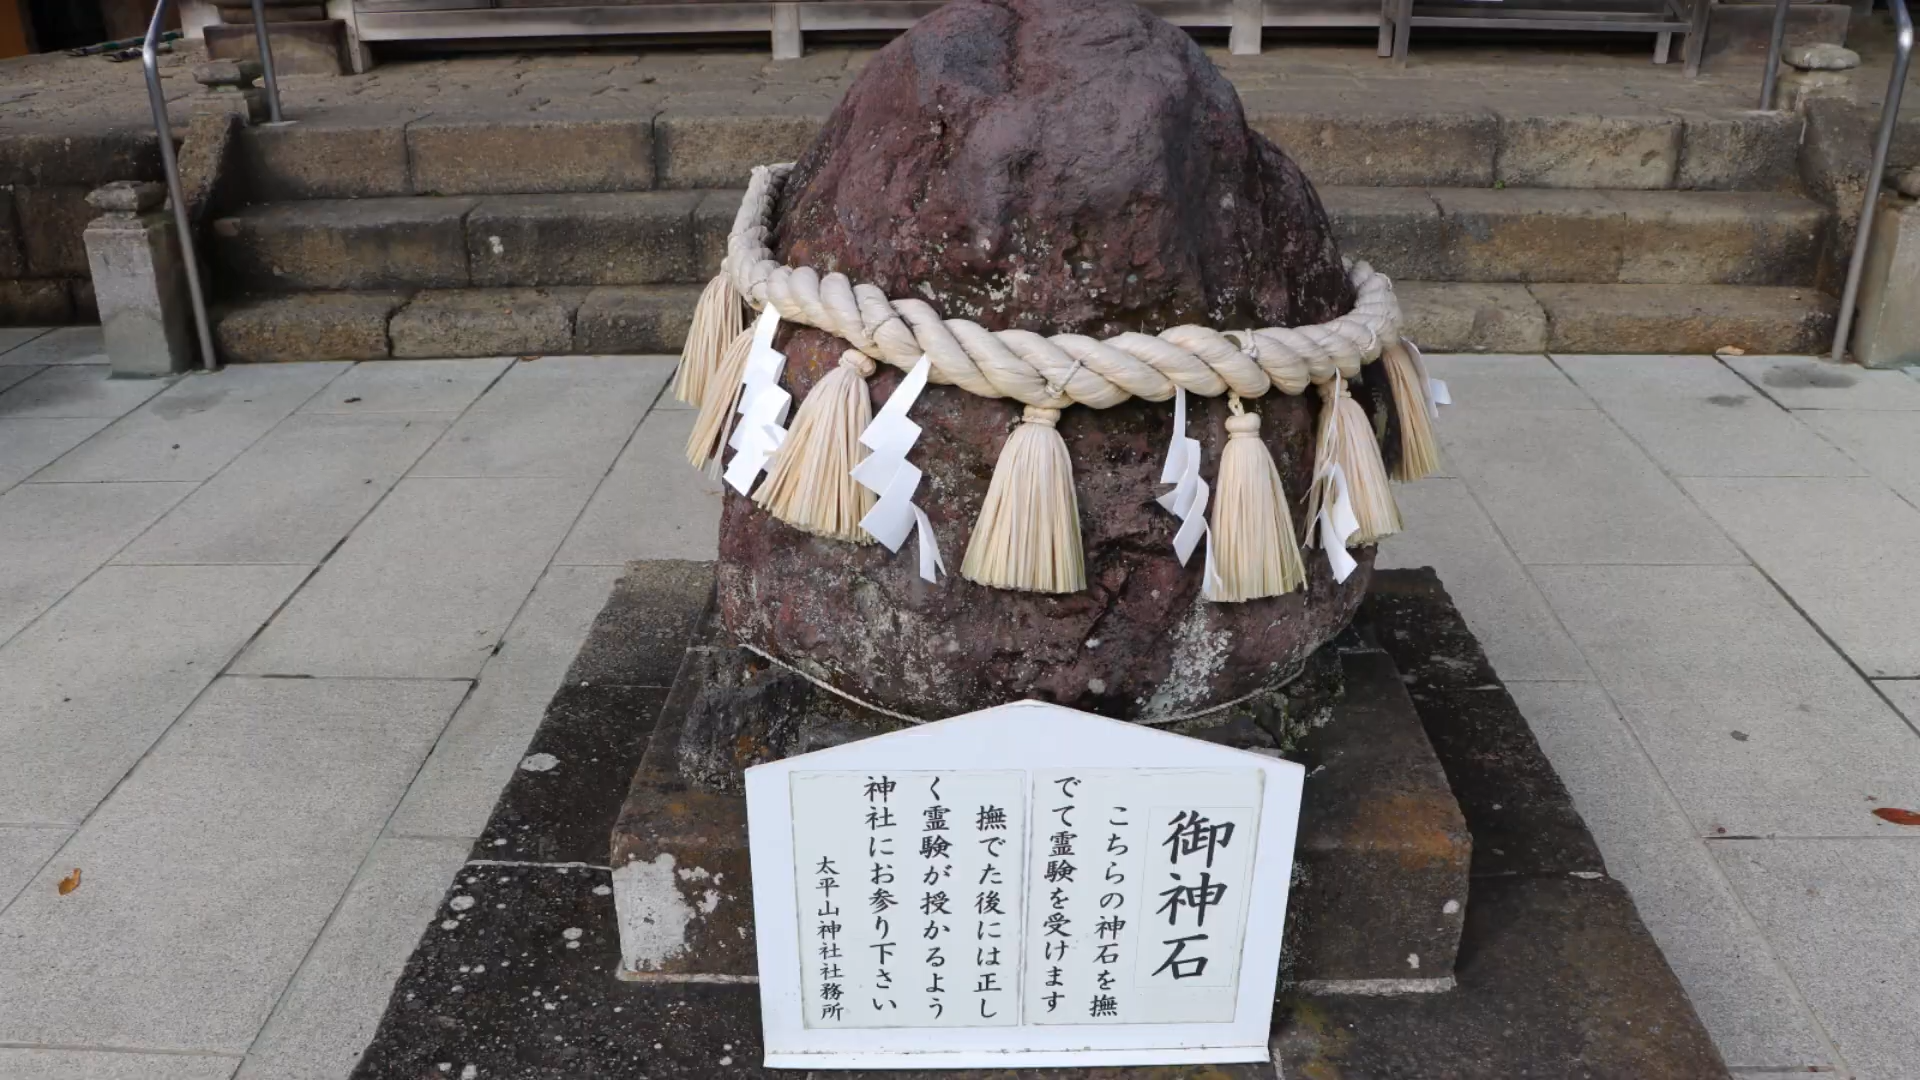 御神石
こちらの神石を撫
でて霊験を受けます
撫でた後には正し
く霊験が授かるよう
神社にお参り下さい
太平山神社社務所